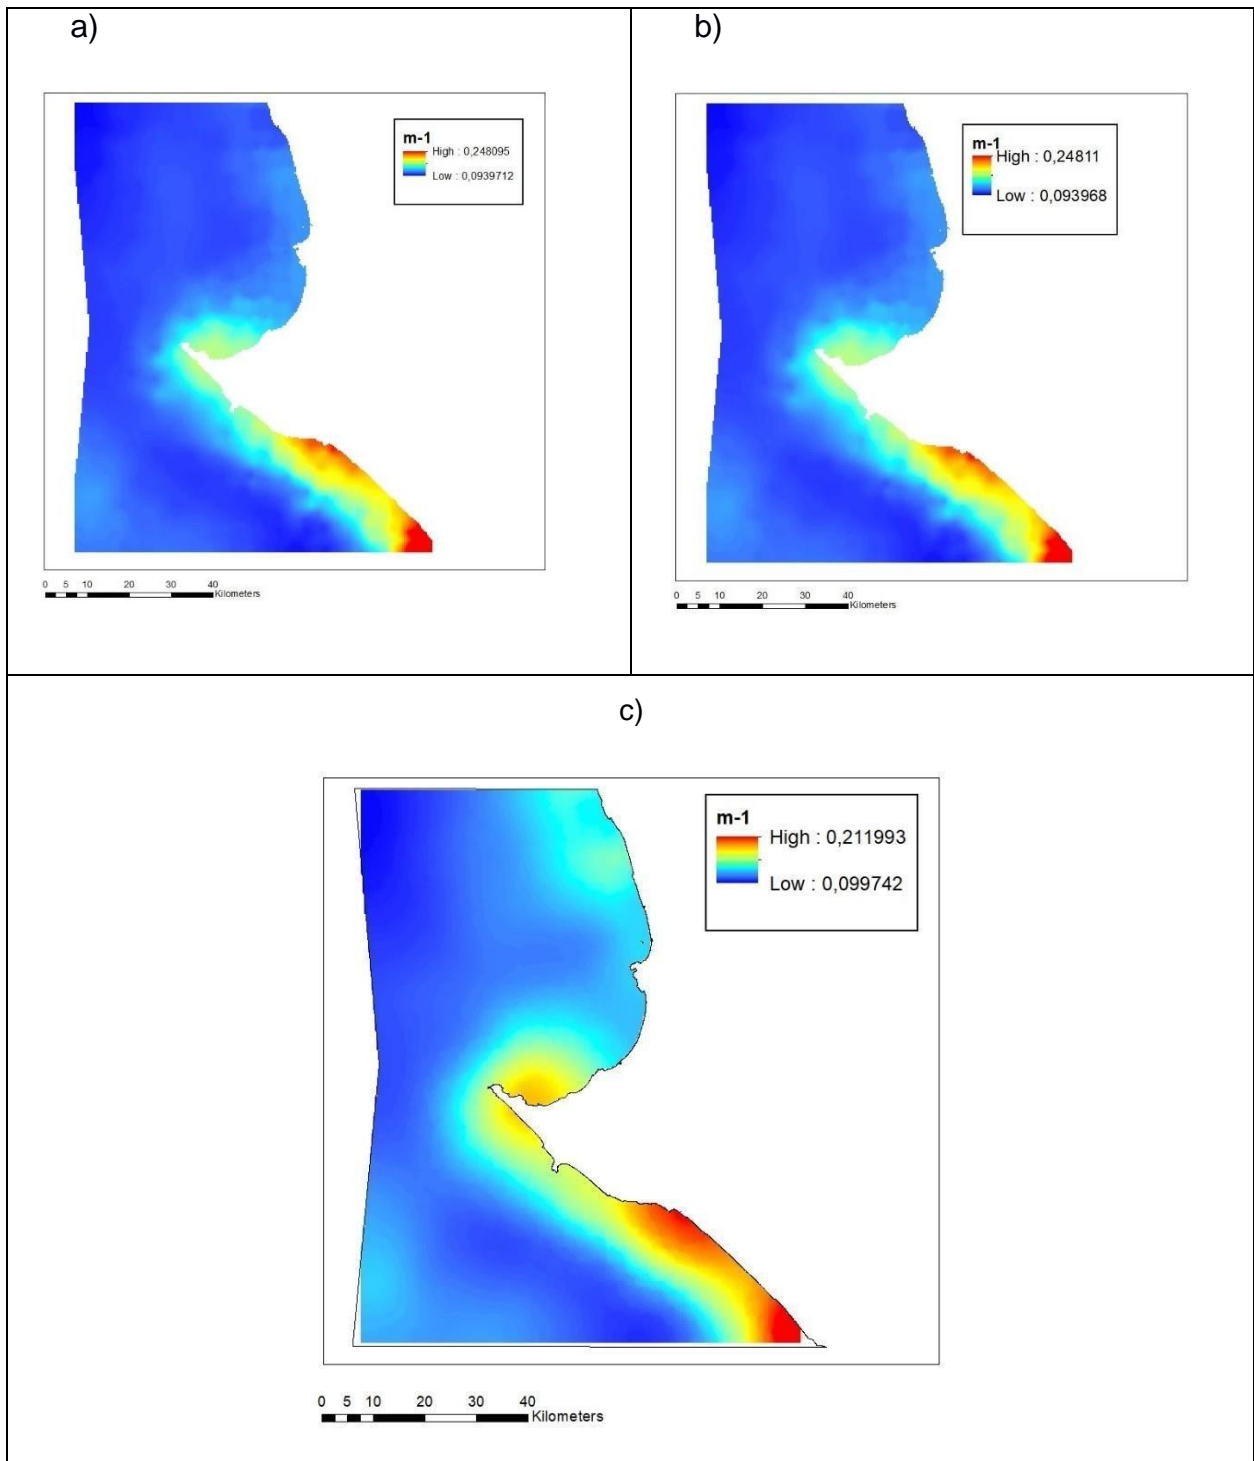 a)
m-1
High : 0,248095
Low : 0,0939712
0 5 10 20 30 40
Kilometers
b)
m-1
High : 0,24811
Low : 0,093968
0 5 10 20 30 40
Kilometers
c)
m-1
High : 0,211993
Low : 0,099742
0 5 10 20 30 40
Kilometers